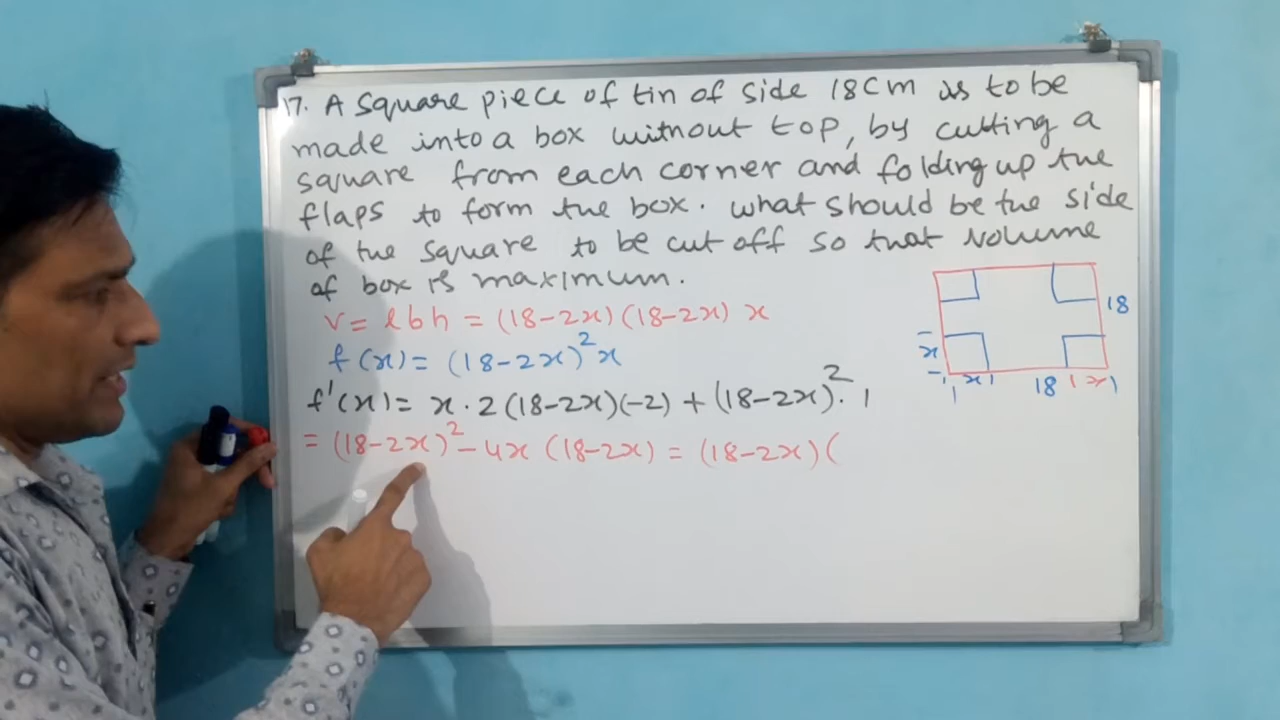 17. A square piece of tin of side 18cm is to be
made into a box without top, by cutting a
square from each corner and folding up the
flaps to form the box. what should be the side
of the square to be cut off so that volume
of box is maximum.
V = lbh = (18-2x)(18-2x) x
f(x) = (18-2x)²x
f'(x) = x·2(18-2x)(-2) + (18-2x)²·1
= (18-2x)² - 4x (18-2x) = (18-2x)(
18
x
x 18 x